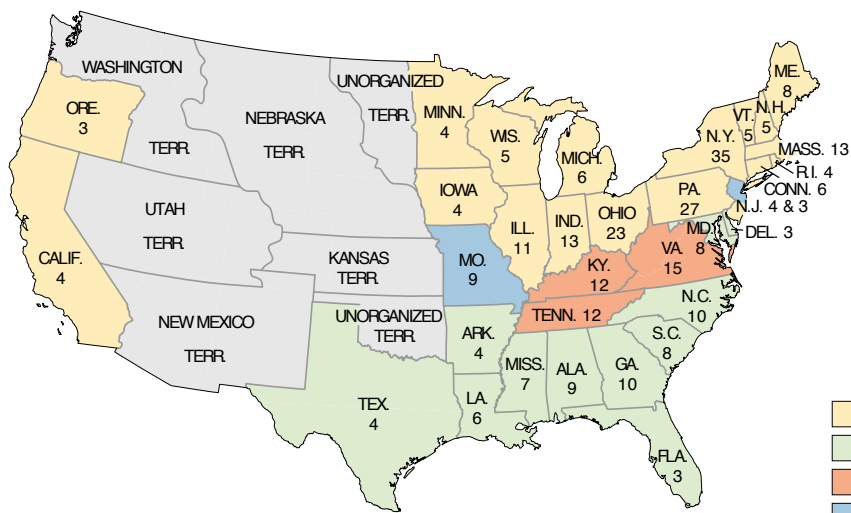 WASHINGTON
TERR.
ORE.
3
CALIF.
4
UTAH
TERR.
NEW MEXICO
TERR.
NEBRASKA
TERR.
UNORGANIZED
TERR.
KANSAS
TERR.
UNORGANIZED
TERR.
TEX.
4
MINN.
4
IOWA
4
MO.
9
ARK.
4
LA.
6
WIS.
5
ILL.
11
MICH.
6
IND.
13
OHIO
23
KY.
12
TENN. 12
MISS.
7
ALA.
9
GA.
10
FLA.
3
S.C.
8
N.C.
10
VA.
15
MD.
8
DEL. 3
PA.
27
N.J. 4 & 3
N.Y.
35
CONN. 6
R.I. 4
MASS. 13
VT.
5
N.H.
5
ME.
8